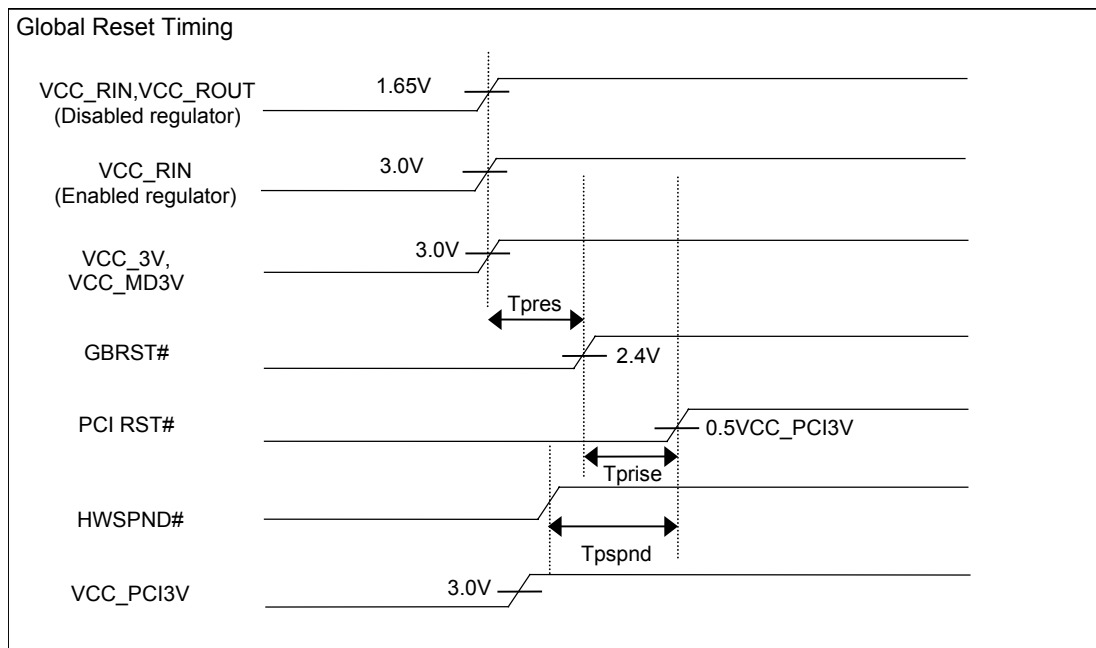 Global Reset Timing
VCC_RIN,VCC_ROUT
(Disabled regulator)
1.65V
VCC_RIN
(Enabled regulator)
3.0V
VCC_3V,
VCC_MD3V
3.0V
Tpres
GBRST#
2.4V
PCI RST#
0.5VCC_PCI3V
Tprise
HWSPND#
Tpspnd
VCC_PCI3V
3.0V